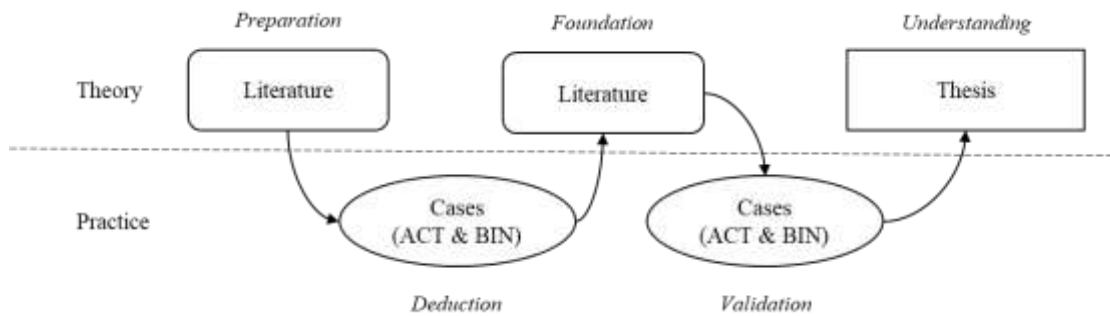 Preparation
Foundation
Understanding
Theory
Literature
Literature
Thesis
Practice
Cases
(ACT & BIN)
Cases
(ACT & BIN)
Deduction
Validation